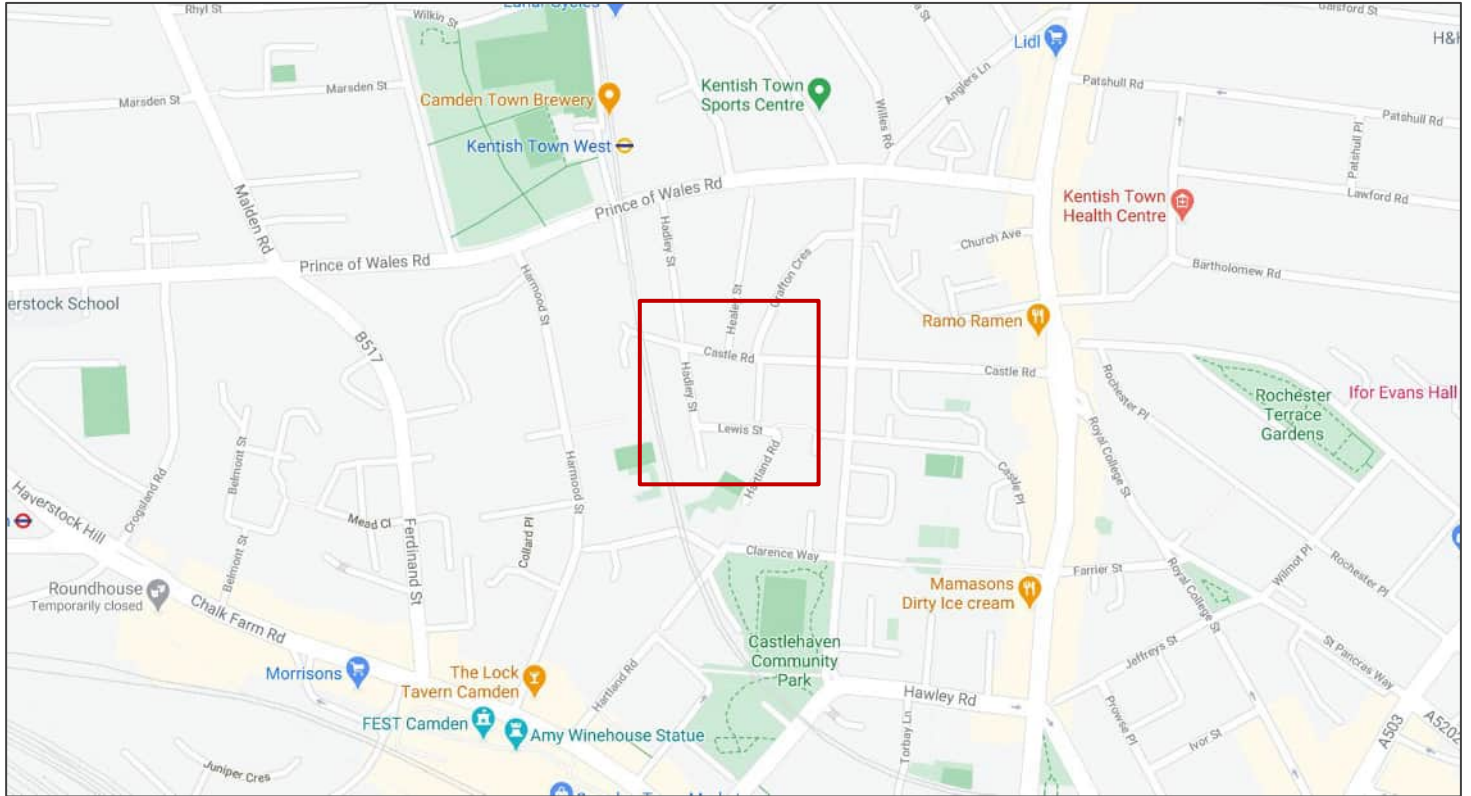 Rhyl St
Wilkin St
Lunar Cycles
Gaisford St
Lidl
H&H
Marsden St
Marsden St
Camden Town Brewery
Kentish Town
Sports Centre
Willes Rd
Anglers Ln
Patshull Rd
Patshull Rd
Patshull Pl
Kentish Town West
Malden Rd
Prince of Wales Rd
Hadley St
Kentish Town
Health Centre
Lawford Rd
Church Ave
Prince of Wales Rd
Harmood St
Grafton Cres
Healey St
Bartholomew Rd
erstock School
B517
Ramo Ramen
Castle Rd
Castle Rd
Hadley St
Rochester Pl
Royal College St
Rochester
Terrace
Gardens
Ifor Evans Hall
Lewis St
Hartland Rd
Belmont St
Crogsland Rd
Harmood St
Castle Pl
Haverstock Hill
Mead Cl
Ferdinand St
Collard Pl
Belmont St
Clarence Way
Farrier St
Royal College St
Wilmot Pl
Rochester Pl
Roundhouse
Temporarily closed
Chalk Farm Rd
Mamasons
Dirty Ice cream
Castlehaven
Community
Park
Jeffreys St
St Pancras Way
Morrisons
The Lock
Tavern Camden
Hartland Rd
Hawley Rd
Prowse Pl
FEST Camden
Amy Winehouse Statue
Torbay Ln
Ivor St
A503
A5202
Juniper Cres